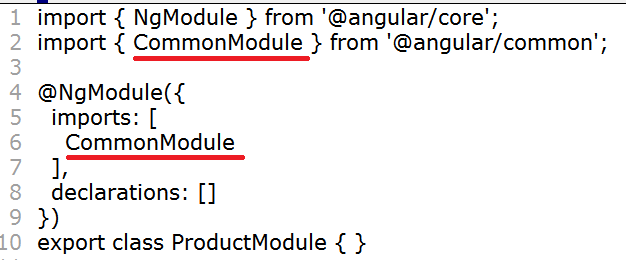 1 import { NgModule } from '@angular/core';
2 import { CommonModule } from '@angular/common';
3
4 @NgModule({
5   imports: [
6     CommonModule
7   ],
8   declarations: []
9 })
10 export class ProductModule { }